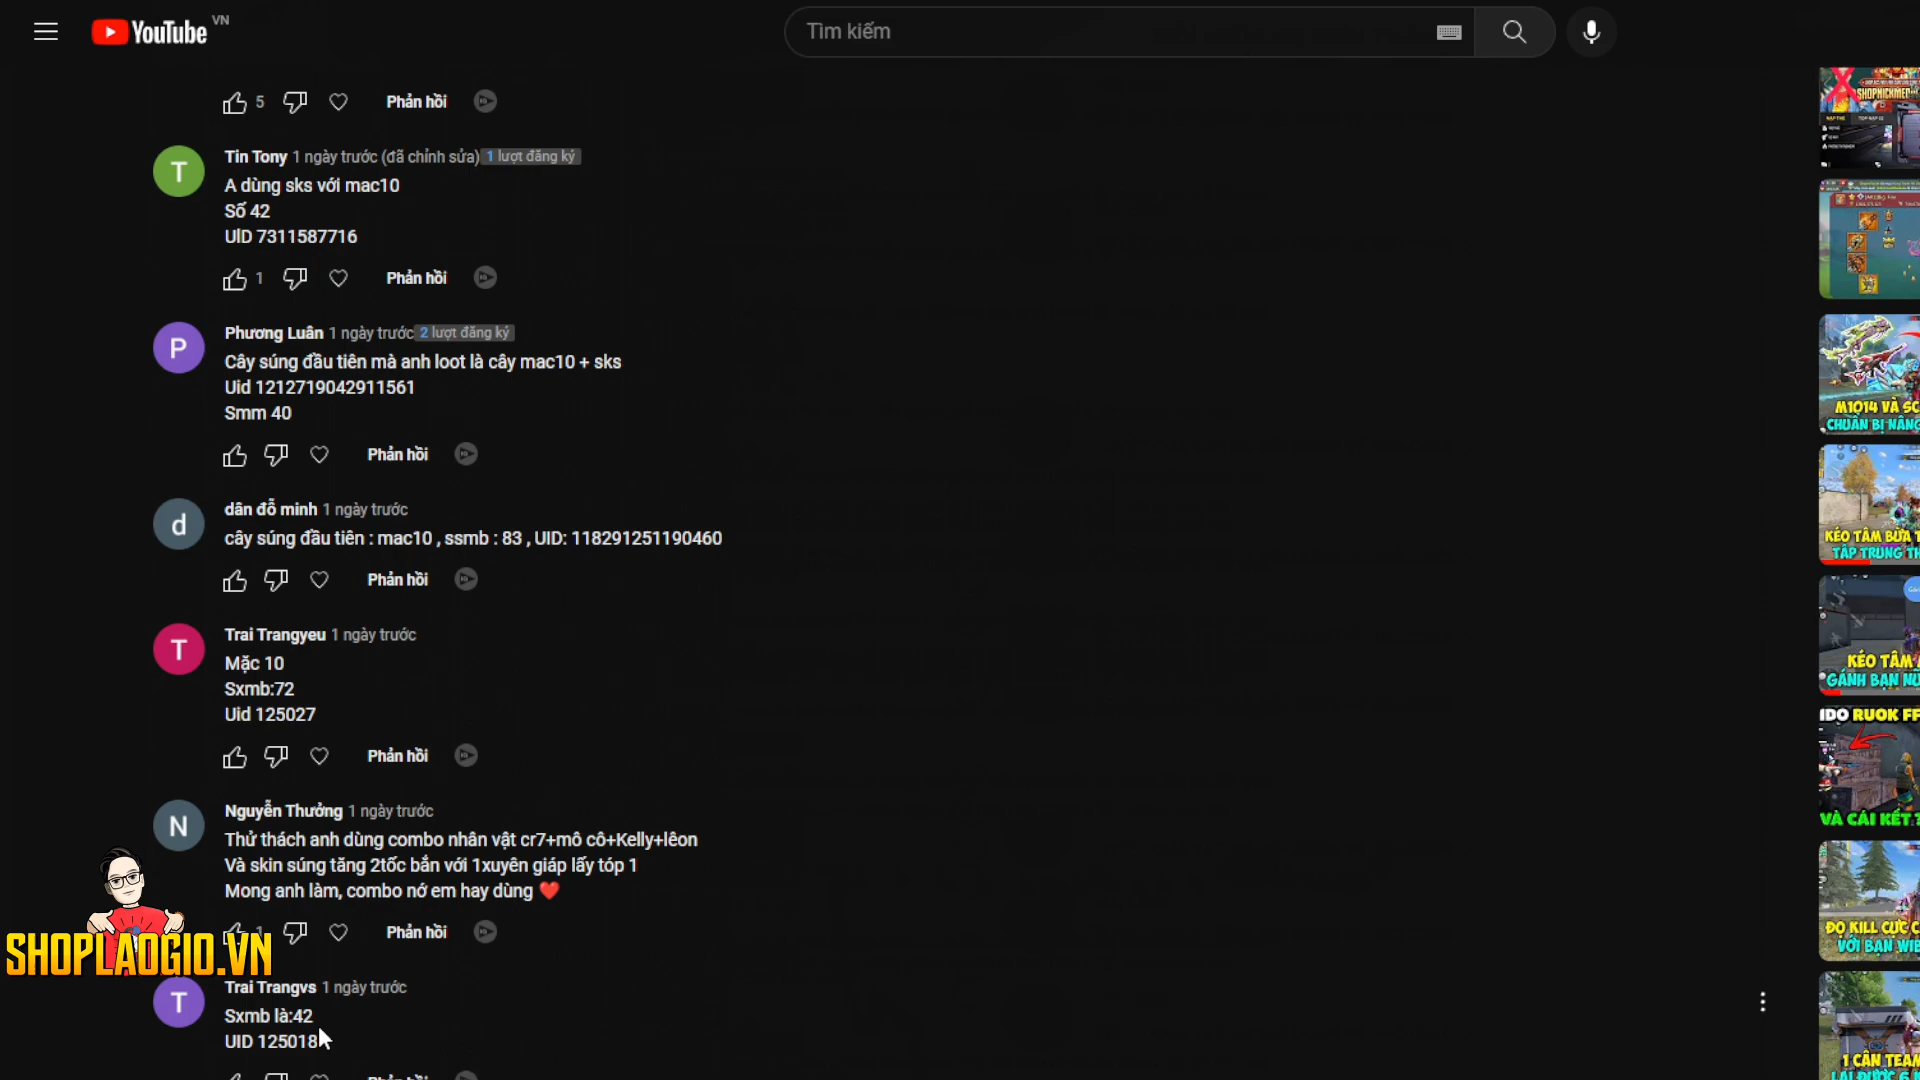 YouTube VN
Tìm kiếm
5 Phản hồi
T
Tin Tony 1 ngày trước (đã chỉnh sửa) 1 lượt đăng ký
A dùng sks với mac10
Số 42
UID 7311587716
1 Phản hồi
P
Phương Luân 1 ngày trước 2 lượt đăng ký
Cây súng đầu tiên mà anh loot là cây mac10 + sks
Uid 1212719042911561
Smm 40
Phản hồi
d
dân đỗ minh 1 ngày trước
cây súng đầu tiên : mac10 , ssmb : 83 , UID: 118291251190460
Phản hồi
T
Trai Trangyeu 1 ngày trước
Mặc 10
Sxmb:72
Uid 125027
Phản hồi
N
Nguyễn Thưởng 1 ngày trước
Thử thách anh dùng combo nhân vật cr7+mô cô+Kelly+lêon
Và skin súng tăng 2tốc bắn với 1xuyên giáp lấy tóp 1
Mong anh làm, combo nớ em hay dùng ❤️
1 Phản hồi
SHOPLAOGIO.VN
T
Trai Trangvs 1 ngày trước
Sxmb là:42
UID 125018
M1014 VÀ SC
CHUẨN BỊ NÂNG
KÉO TÂM BỪA T
TẬP TRUNG TH
KÉO TÂM
GÁNH BẠN NỮ
IDO RUOK FF
VÀ CÁI KẾT ?
ĐỌ KILL CỰC C
VỚI BẠN WIB
1 CÂN TEAM